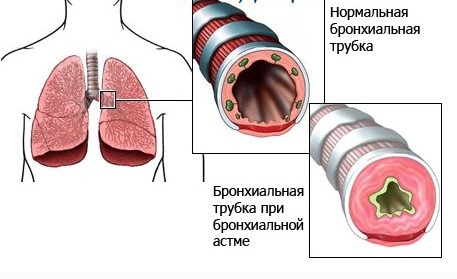 Нормальная
бронхиальная
трубка
Бронхиальная
трубка при
бронхиальной
астме